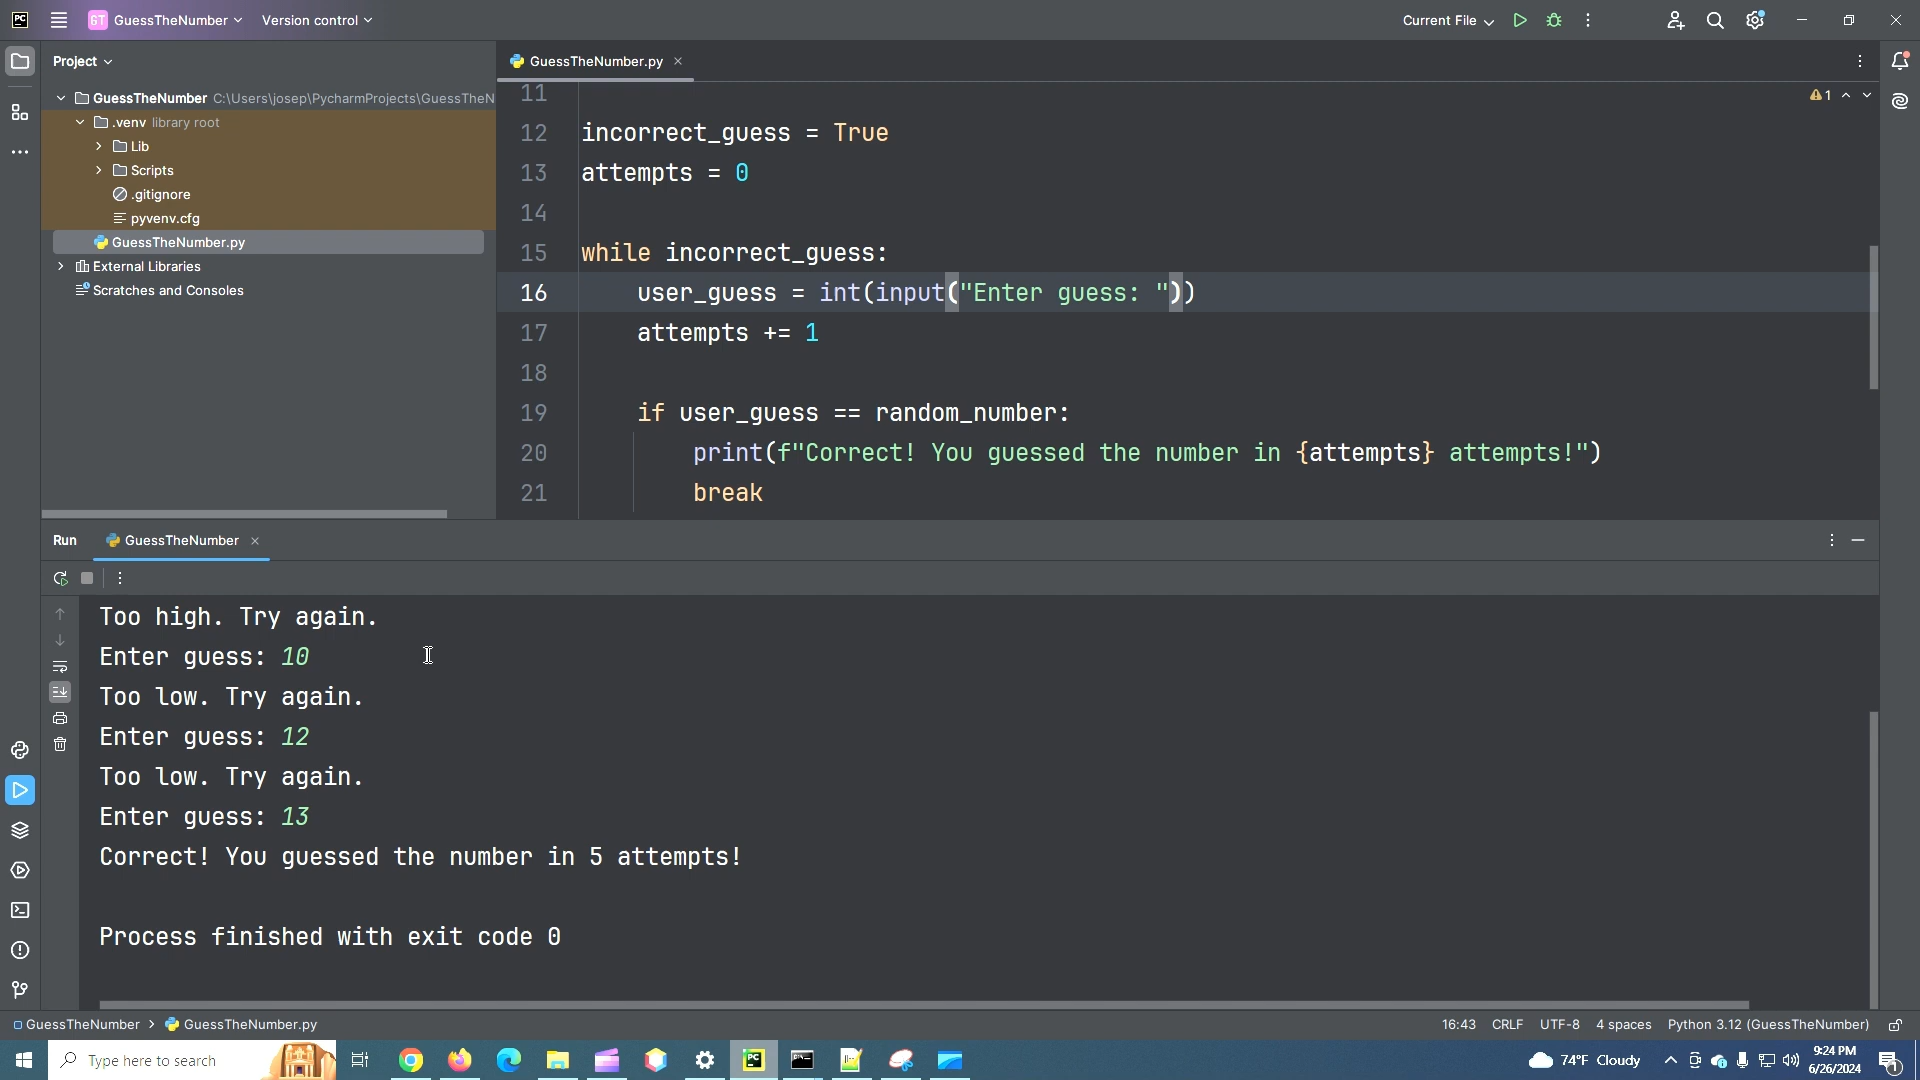 PC GT GuessTheNumber Version control Current File
Project
GuessTheNumber.py
GuessTheNumber C:\Users\josep\PycharmProjects\GuessTheN
.venv library root
Lib
Scripts
.gitignore
pyvenv.cfg
GuessTheNumber.py
External Libraries
Scratches and Consoles
1
11
12 incorrect_guess = True
13 attempts = 0
14
15 while incorrect_guess:
16 user_guess = int(input("Enter guess: "))
17 attempts += 1
18
19 if user_guess == random_number:
20 print(f"Correct! You guessed the number in {attempts} attempts!")
21 break
Run GuessTheNumber
Too high. Try again.
Enter guess: 10
Too low. Try again.
Enter guess: 12
Too low. Try again.
Enter guess: 13
Correct! You guessed the number in 5 attempts!
Process finished with exit code 0
GuessTheNumber > GuessTheNumber.py 16:43 CRLF UTF-8 4 spaces Python 3.12 (GuessTheNumber)
Type here to search PC 74°F Cloudy 9:24 PM
6/26/2024 1